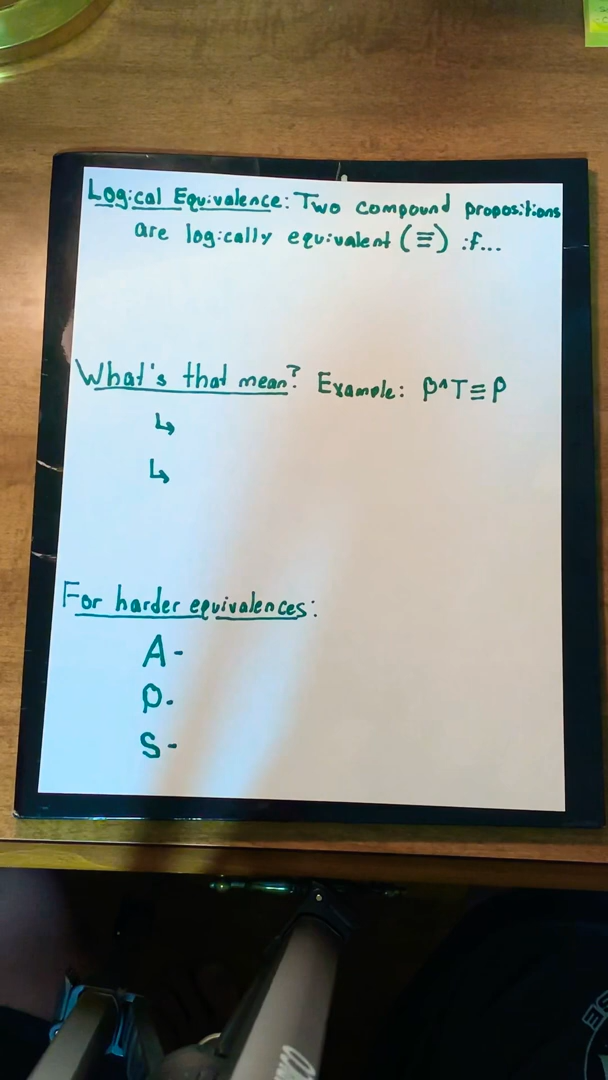 Logical Equivalence: Two compound propositions
are logically equivalent (≡) if...
What's that mean? Example: p^T≡p
↳
↳
For harder equivalences:
A-
P-
S-